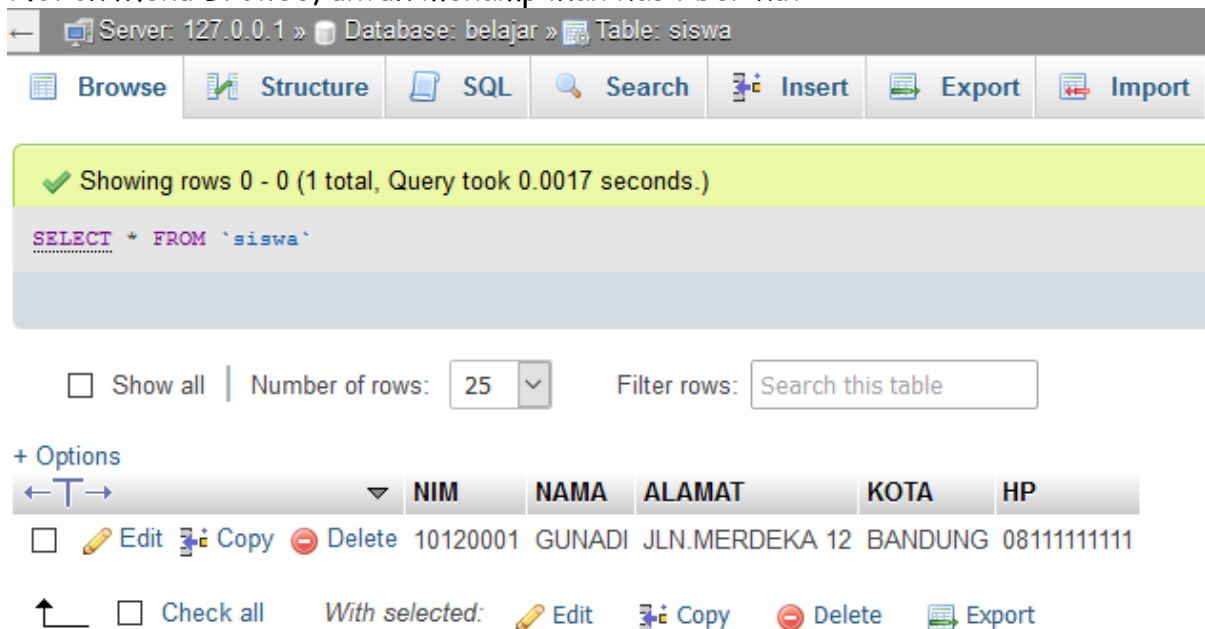 Server: 127.0.0.1 » Database: belajar » Table: siswa
Browse Structure SQL Search Insert Export Import
Showing rows 0 - 0 (1 total, Query took 0.0017 seconds.)
SELECT * FROM `siswa`
Show all Number of rows: 25 Filter rows: Search this table
+ Options
NIM NAMA ALAMAT KOTA HP
Edit Copy Delete 10120001 GUNADI JLN.MERDEKA 12 BANDUNG 08111111111
Check all With selected: Edit Copy Delete Export